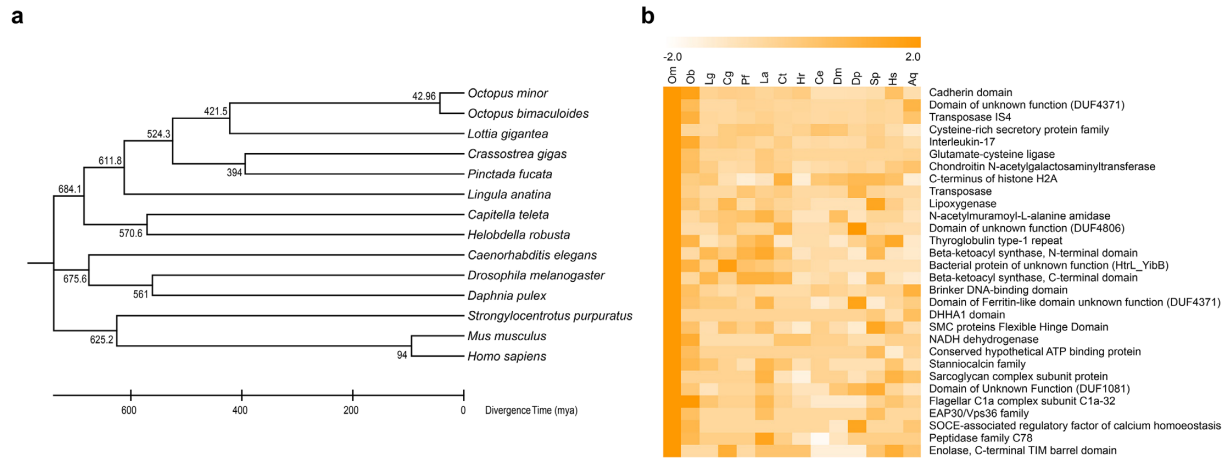 a
42.96
421.5
524.3
394
611.8
684.1
570.6
675.6
561
625.2
94
Octopus minor
Octopus bimaculoides
Lottia gigantea
Crassostrea gigas
Pinctada fucata
Lingula anatina
Capitella teleta
Helobdella robusta
Caenorhabditis elegans
Drosophila melanogaster
Daphnia pulex
Strongylocentrotus purpuratus
Mus musculus
Homo sapiens
600 400 200 0 Divergence Time (mya)
b
-2.0 2.0
Om Ob Lg Cg Pf La Ct Hr Ce Dm Dp Sp Hs Aq
Cadherin domain
Domain of unknown function (DUF4371)
Transposase IS4
Cysteine-rich secretory protein family
Interleukin-17
Glutamate-cysteine ligase
Chondroitin N-acetylgalactosaminyltransferase
C-terminus of histone H2A
Transposase
Lipoxygenase
N-acetylmuramoyl-L-alanine amidase
Domain of unknown function (DUF4806)
Thyroglobulin type-1 repeat
Beta-ketoacyl synthase, N-terminal domain
Bacterial protein of unknown function (HtrL_YibB)
Beta-ketoacyl synthase, C-terminal domain
Brinker DNA-binding domain
Domain of Ferritin-like domain unknown function (DUF4371)
DHHA1 domain
SMC proteins Flexible Hinge Domain
NADH dehydrogenase
Conserved hypothetical ATP binding protein
Stanniocalcin family
Sarcoglycan complex subunit protein
Domain of Unknown Function (DUF1081)
Flagellar C1a complex subunit C1a-32
EAP30/Vps36 family
SOCE-associated regulatory factor of calcium homoeostasis
Peptidase family C78
Enolase, C-terminal TIM barrel domain